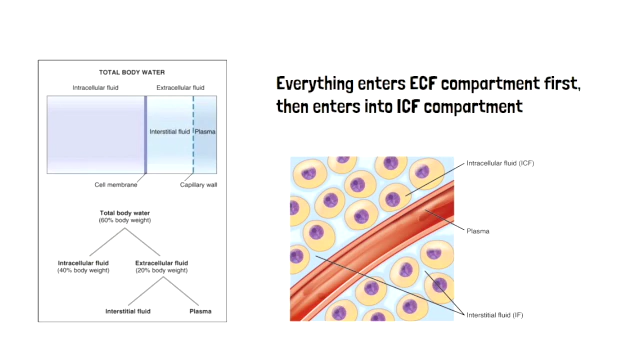 TOTAL BODY WATER
Intracellular fluid Extracellular fluid
Interstitial fluid Plasma
Cell membrane Capillary wall
Total body water
(60% body weight)
Intracellular fluid Extracellular fluid
(40% body weight) (20% body weight)
Interstitial fluid Plasma
Everything enters ECF compartment first,
then enters into ICF compartment
Intracellular fluid (ICF)
Plasma
Interstitial fluid (IF)